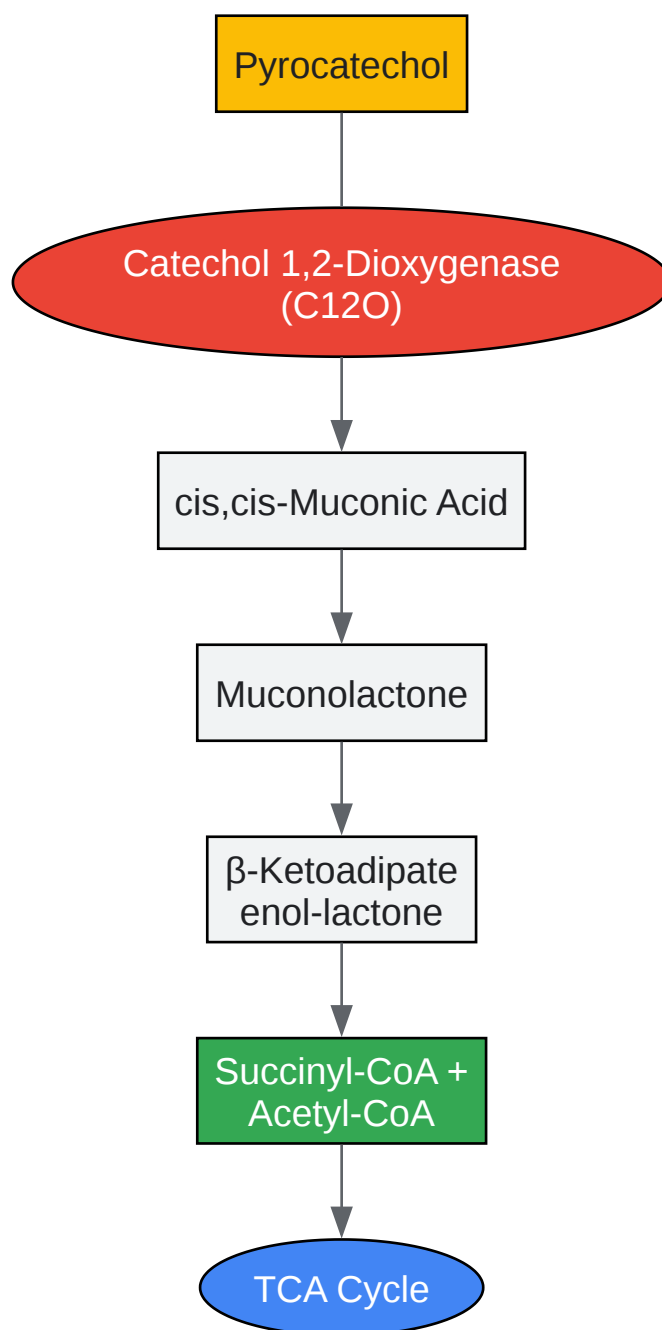 Pyrocatechol
Catechol 1,2-Dioxygenase
(C12O)
cis,cis-Muconic Acid
Muconolactone
β-Ketoadipate
enol-lactone
Succinyl-CoA +
Acetyl-CoA
TCA Cycle